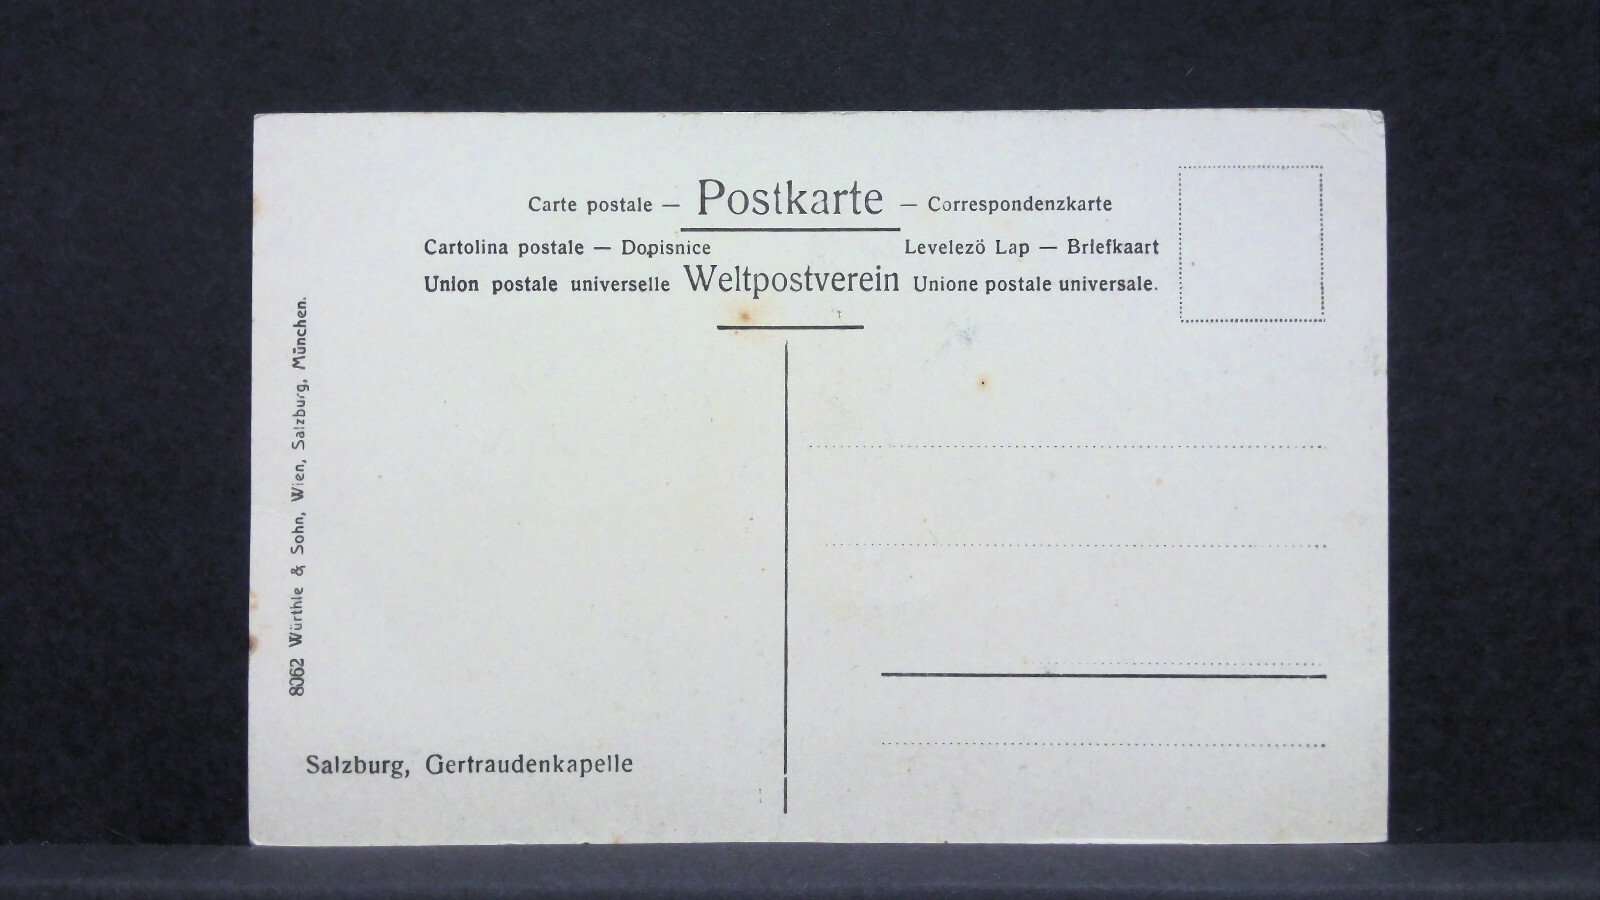 Carte postale — Postkarte — Correspondenzkarte
Cartolina postale — Dopisnice Levelezö Lap — Briefkaart
Union postale universelle Weltpostverein Unione postale universale.
8062 Würthle & Sohn, Wien, Salzburg, München.
Salzburg, Gertraudenkapelle